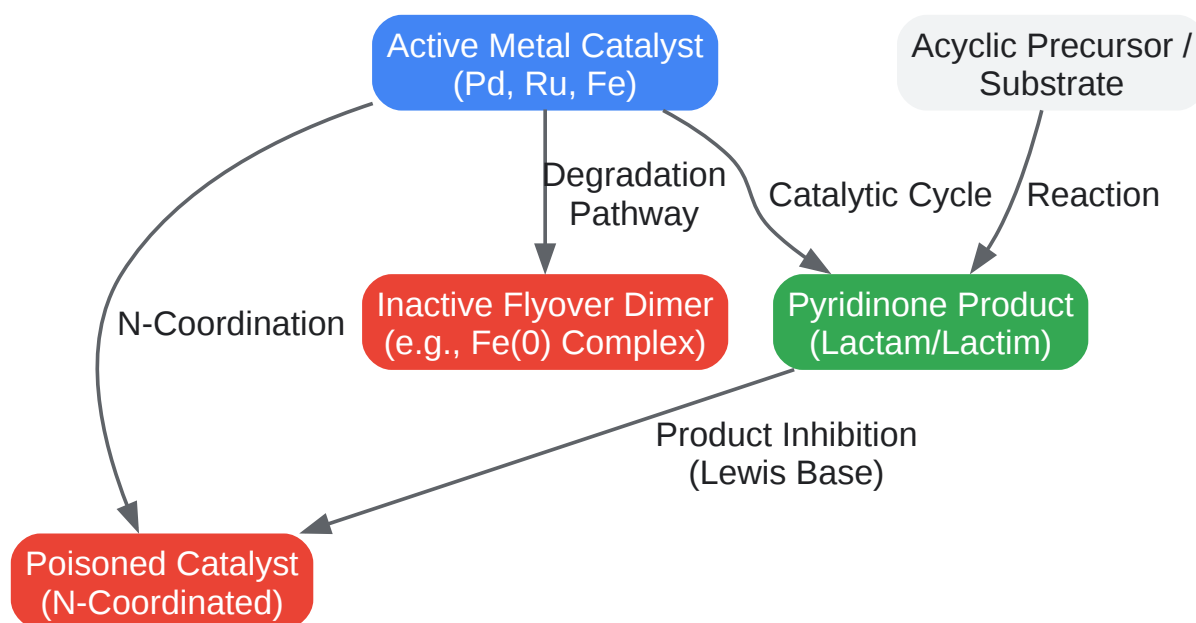 Active Metal Catalyst
(Pd, Ru, Fe)
Acyclic Precursor /
Substrate
Degradation
Pathway
Catalytic Cycle
Reaction
N-Coordination
Inactive Flyover Dimer
(e.g., Fe(0) Complex)
Pyridinone Product
(Lactam/Lactim)
Product Inhibition
(Lewis Base)
Poisoned Catalyst
(N-Coordinated)